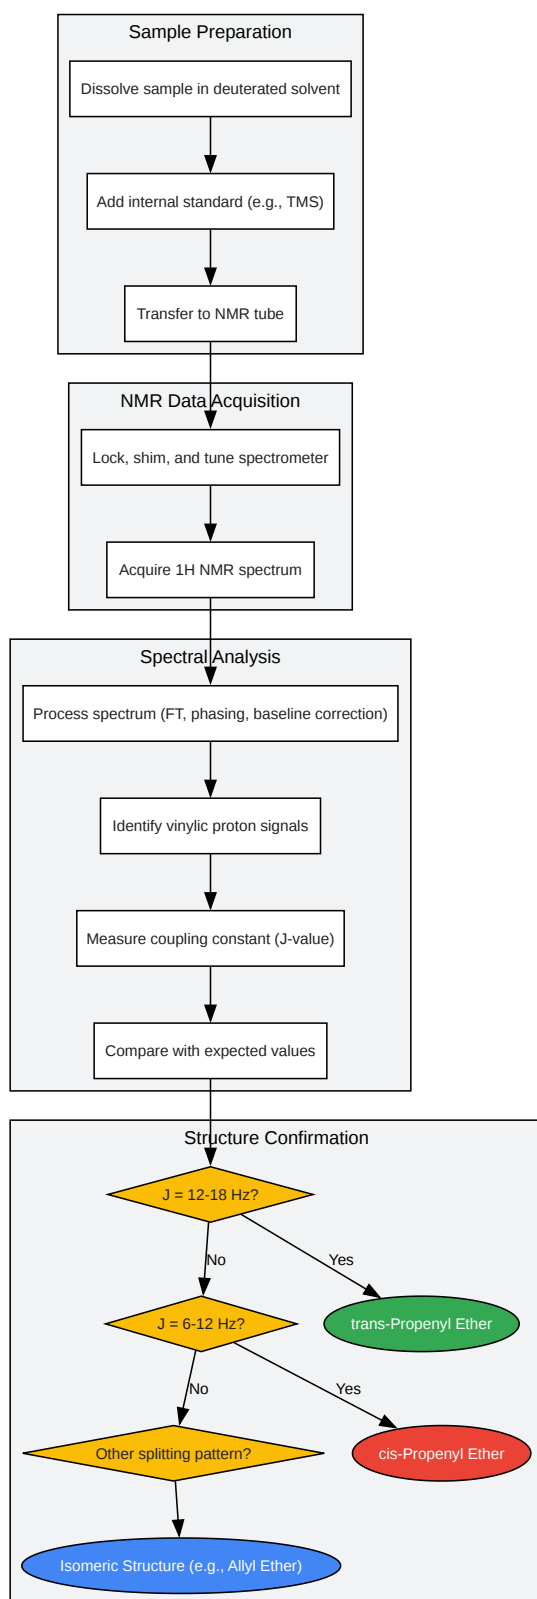 Sample Preparation
Dissolve sample in deuterated solvent
Add internal standard (e.g., TMS)
Transfer to NMR tube
NMR Data Acquisition
Lock, shim, and tune spectrometer
Acquire 1H NMR spectrum
Spectral Analysis
Process spectrum (FT, phasing, baseline correction)
Identify vinylic proton signals
Measure coupling constant (J-value)
Compare with expected values
Structure Confirmation
J = 12-18 Hz?
No
Yes
J = 6-12 Hz?
trans-Propenyl Ether
No
Yes
Other splitting pattern?
cis-Propenyl Ether
Isomeric Structure (e.g., Allyl Ether)